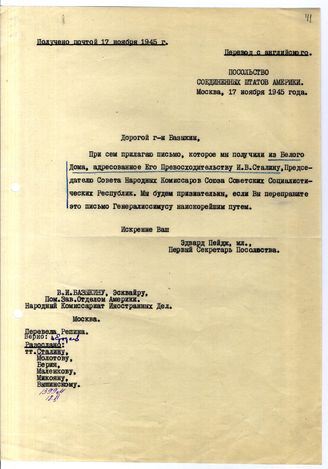 41
Получено почтой 17 ноября 1945 г.
Перевод с английского.
ПОСОЛЬСТВО
СОЕДИНЕННЫХ ШТАТОВ АМЕРИКИ.
Москва, 17 ноября 1945 года.
Дорогой г-н Базыкин,
При сем прилагаю письмо, которое мы получили из Белого
Дома, адресованное Его Превосходительству И.В.Сталину, Предсе-
дателю Совета Народных Комиссаров Союза Советских Социалисти-
ческих Республик. Мы будем признательны, если Вы переправите
это письмо Генералиссимусу наискорейшим путем.
Искренне Ваш
Эдвард Пейдж, мл.,
Первый Секретарь Посольства.
В.И.БАЗЫКИНУ, Эсквайру,
Пом.Зав.Отделом Америки.
Народный Комиссариат Иностранных Дел.
Москва.
Перевела Репина.
Верно:
Разослано:
тт.Сталину,
Молотову,
Берия,
Маленкову,
Микояну,
Вышинскому.